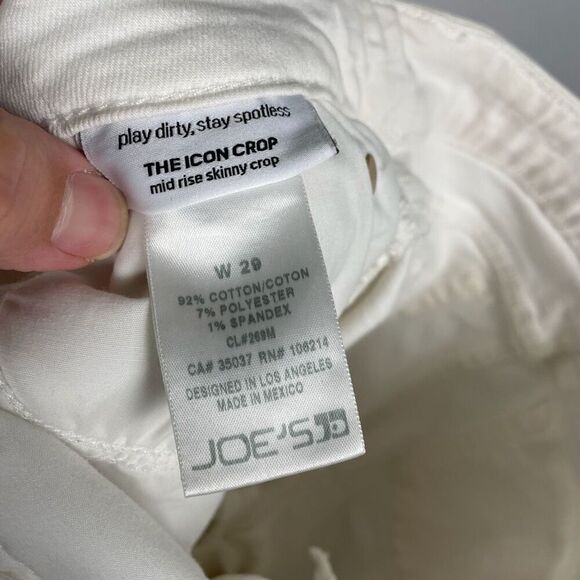 play dirty, stay spotless
THE ICON CROP
mid rise skinny crop
W 29
92% COTTON/COTON
7% POLYESTER
1% SPANDEX
CL#269M
CA# 35037 RN# 106214
DESIGNED IN LOS ANGELES
MADE IN MEXICO
JOE'S